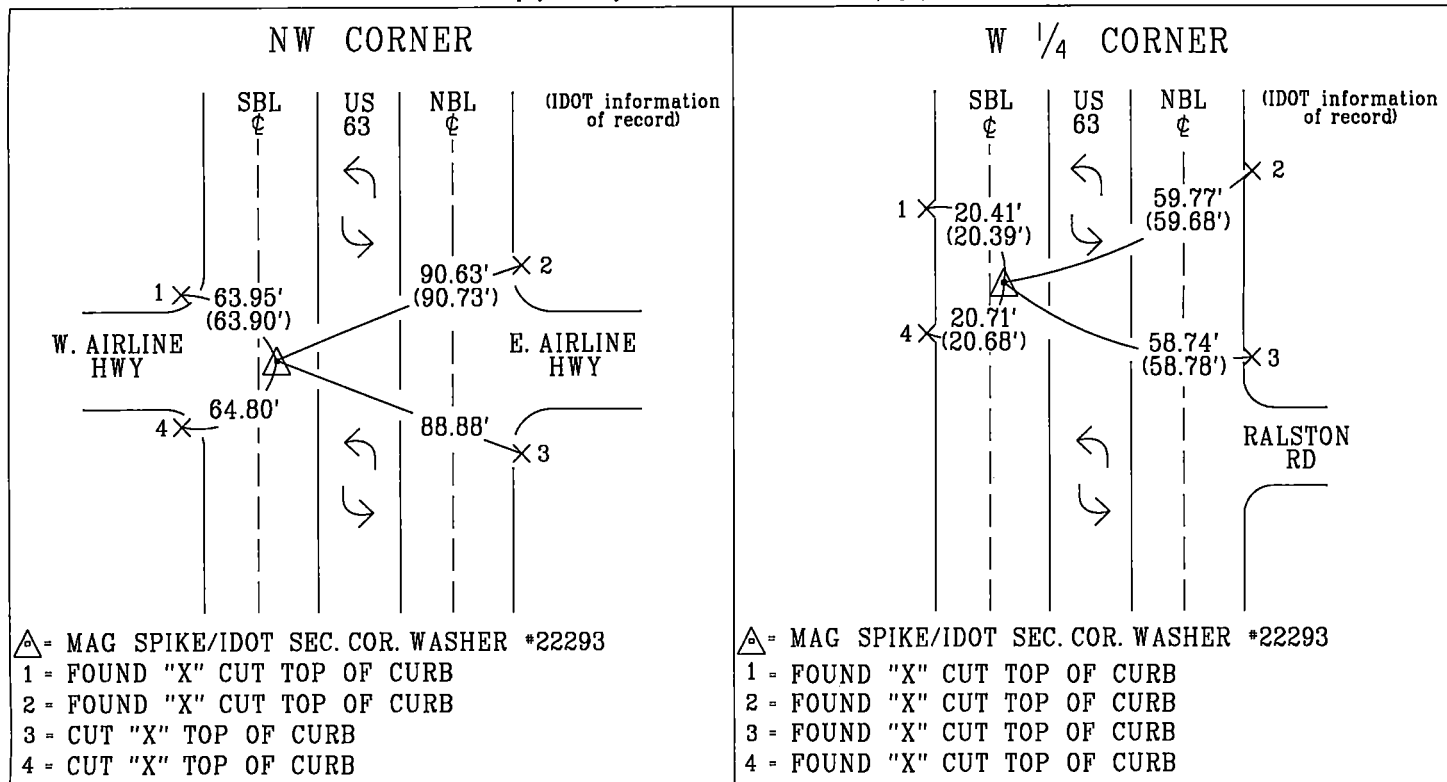 NW CORNER
SBL
℄
US
63
NBL
℄
(IDOT information
of record)
1
63.95'
(63.90')
90.63'
(90.73')
2
W. AIRLINE
HWY
E. AIRLINE
HWY
4
64.80'
88.88'
3
= MAG SPIKE/IDOT SEC. COR. WASHER #22293
1 = FOUND "X" CUT TOP OF CURB
2 = FOUND "X" CUT TOP OF CURB
3 = CUT "X" TOP OF CURB
4 = CUT "X" TOP OF CURB
W 1/4 CORNER
SBL
℄
US
63
NBL
℄
(IDOT information
of record)
1
20.41'
(20.39')
59.77'
(59.68')
2
4
20.71'
(20.68')
58.74'
(58.78')
3
RALSTON
RD
= MAG SPIKE/IDOT SEC. COR. WASHER #22293
1 = FOUND "X" CUT TOP OF CURB
2 = FOUND "X" CUT TOP OF CURB
3 = FOUND "X" CUT TOP OF CURB
4 = FOUND "X" CUT TOP OF CURB